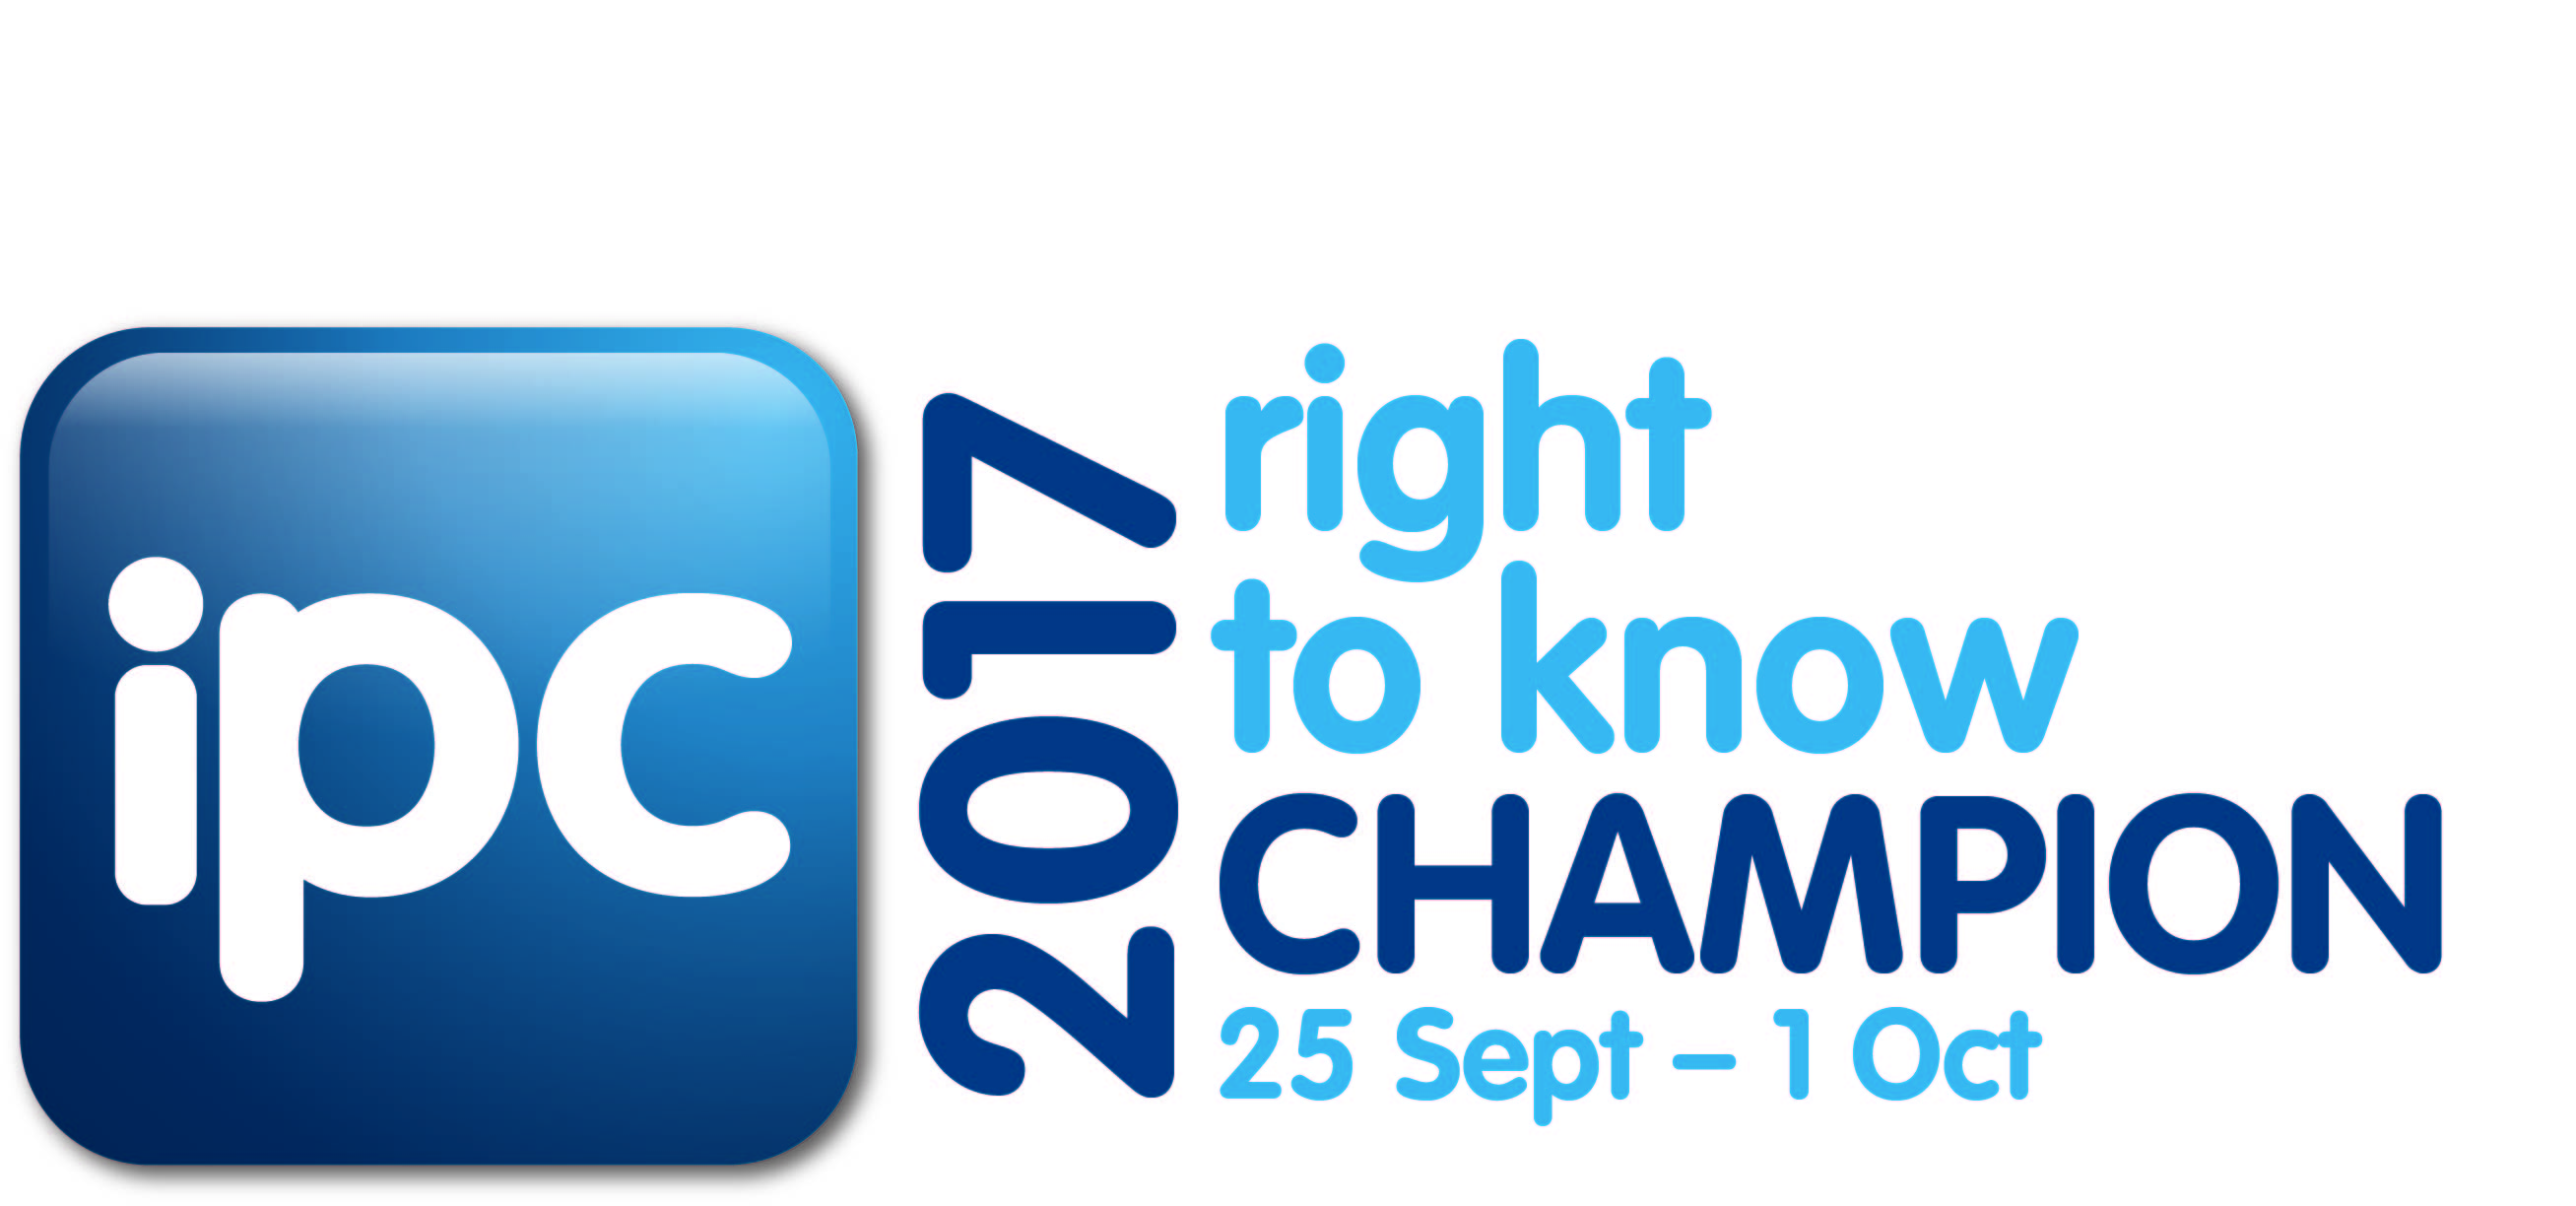 ipc
2017
right
to know
CHAMPION
25 Sept – 1 Oct